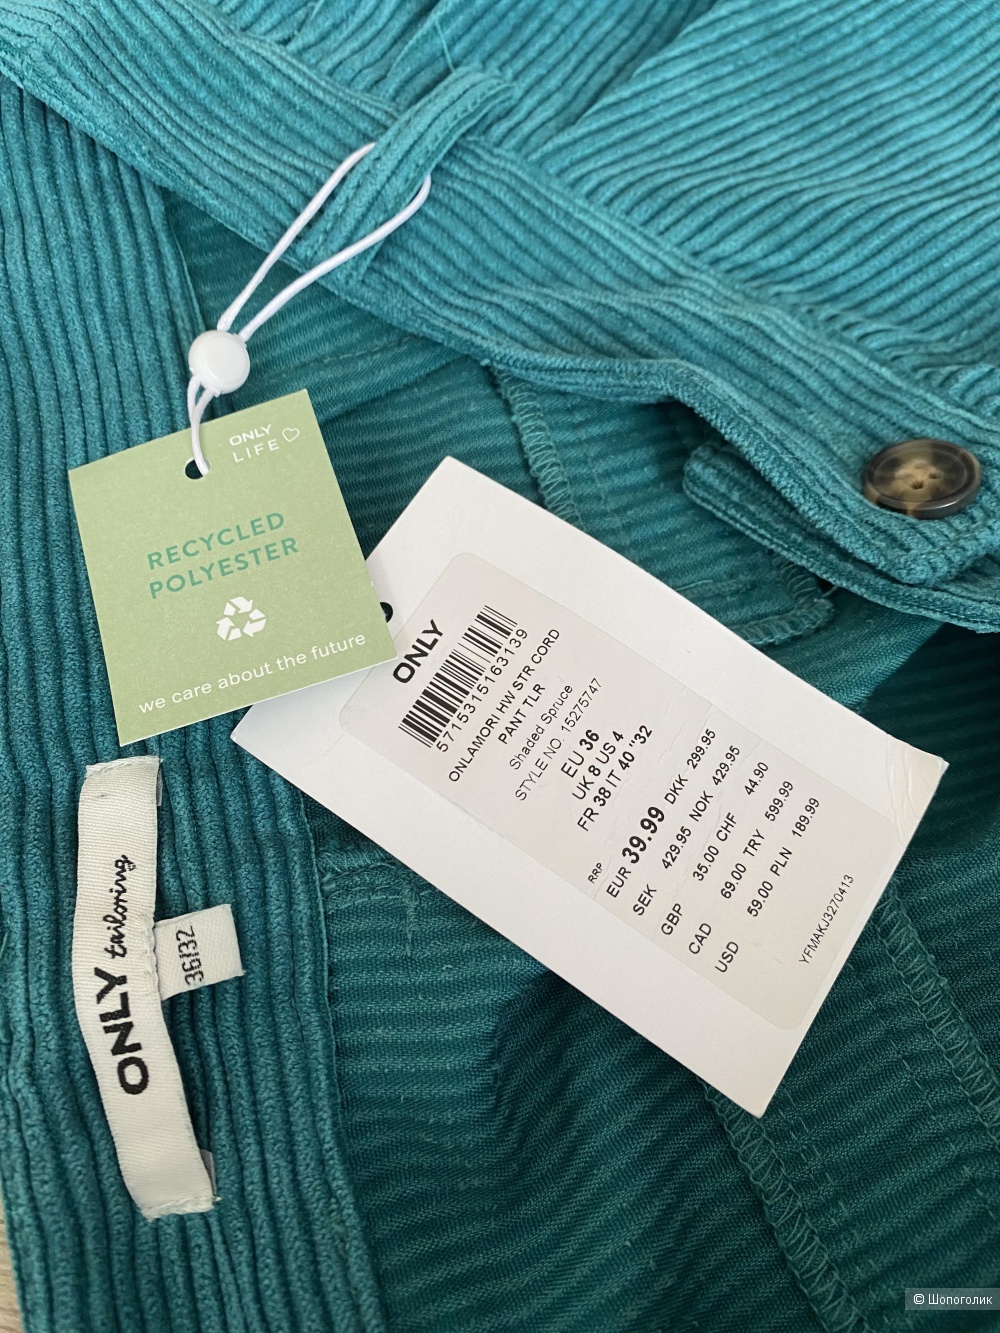 ONLY
LIFE
RECYCLED
POLYESTER
we care about the future
ONLY
5715315163139
ONLAMORI HW STR CORD
PANT TLR
Shaded Spruce
STYLE NO. 15275747
EU 36
UK 8 US 4
FR 38 IT 40 "32
RRP
EUR 39.99 DKK 299.95
SEK 429.95 NOK 429.95
GBP 35.00 CHF 44.90
CAD 69.00 TRY 599.99
USD 59.00 PLN 189.99
YFMAKJ3270413
ONLY tailoring
36/32
© Шопоголик